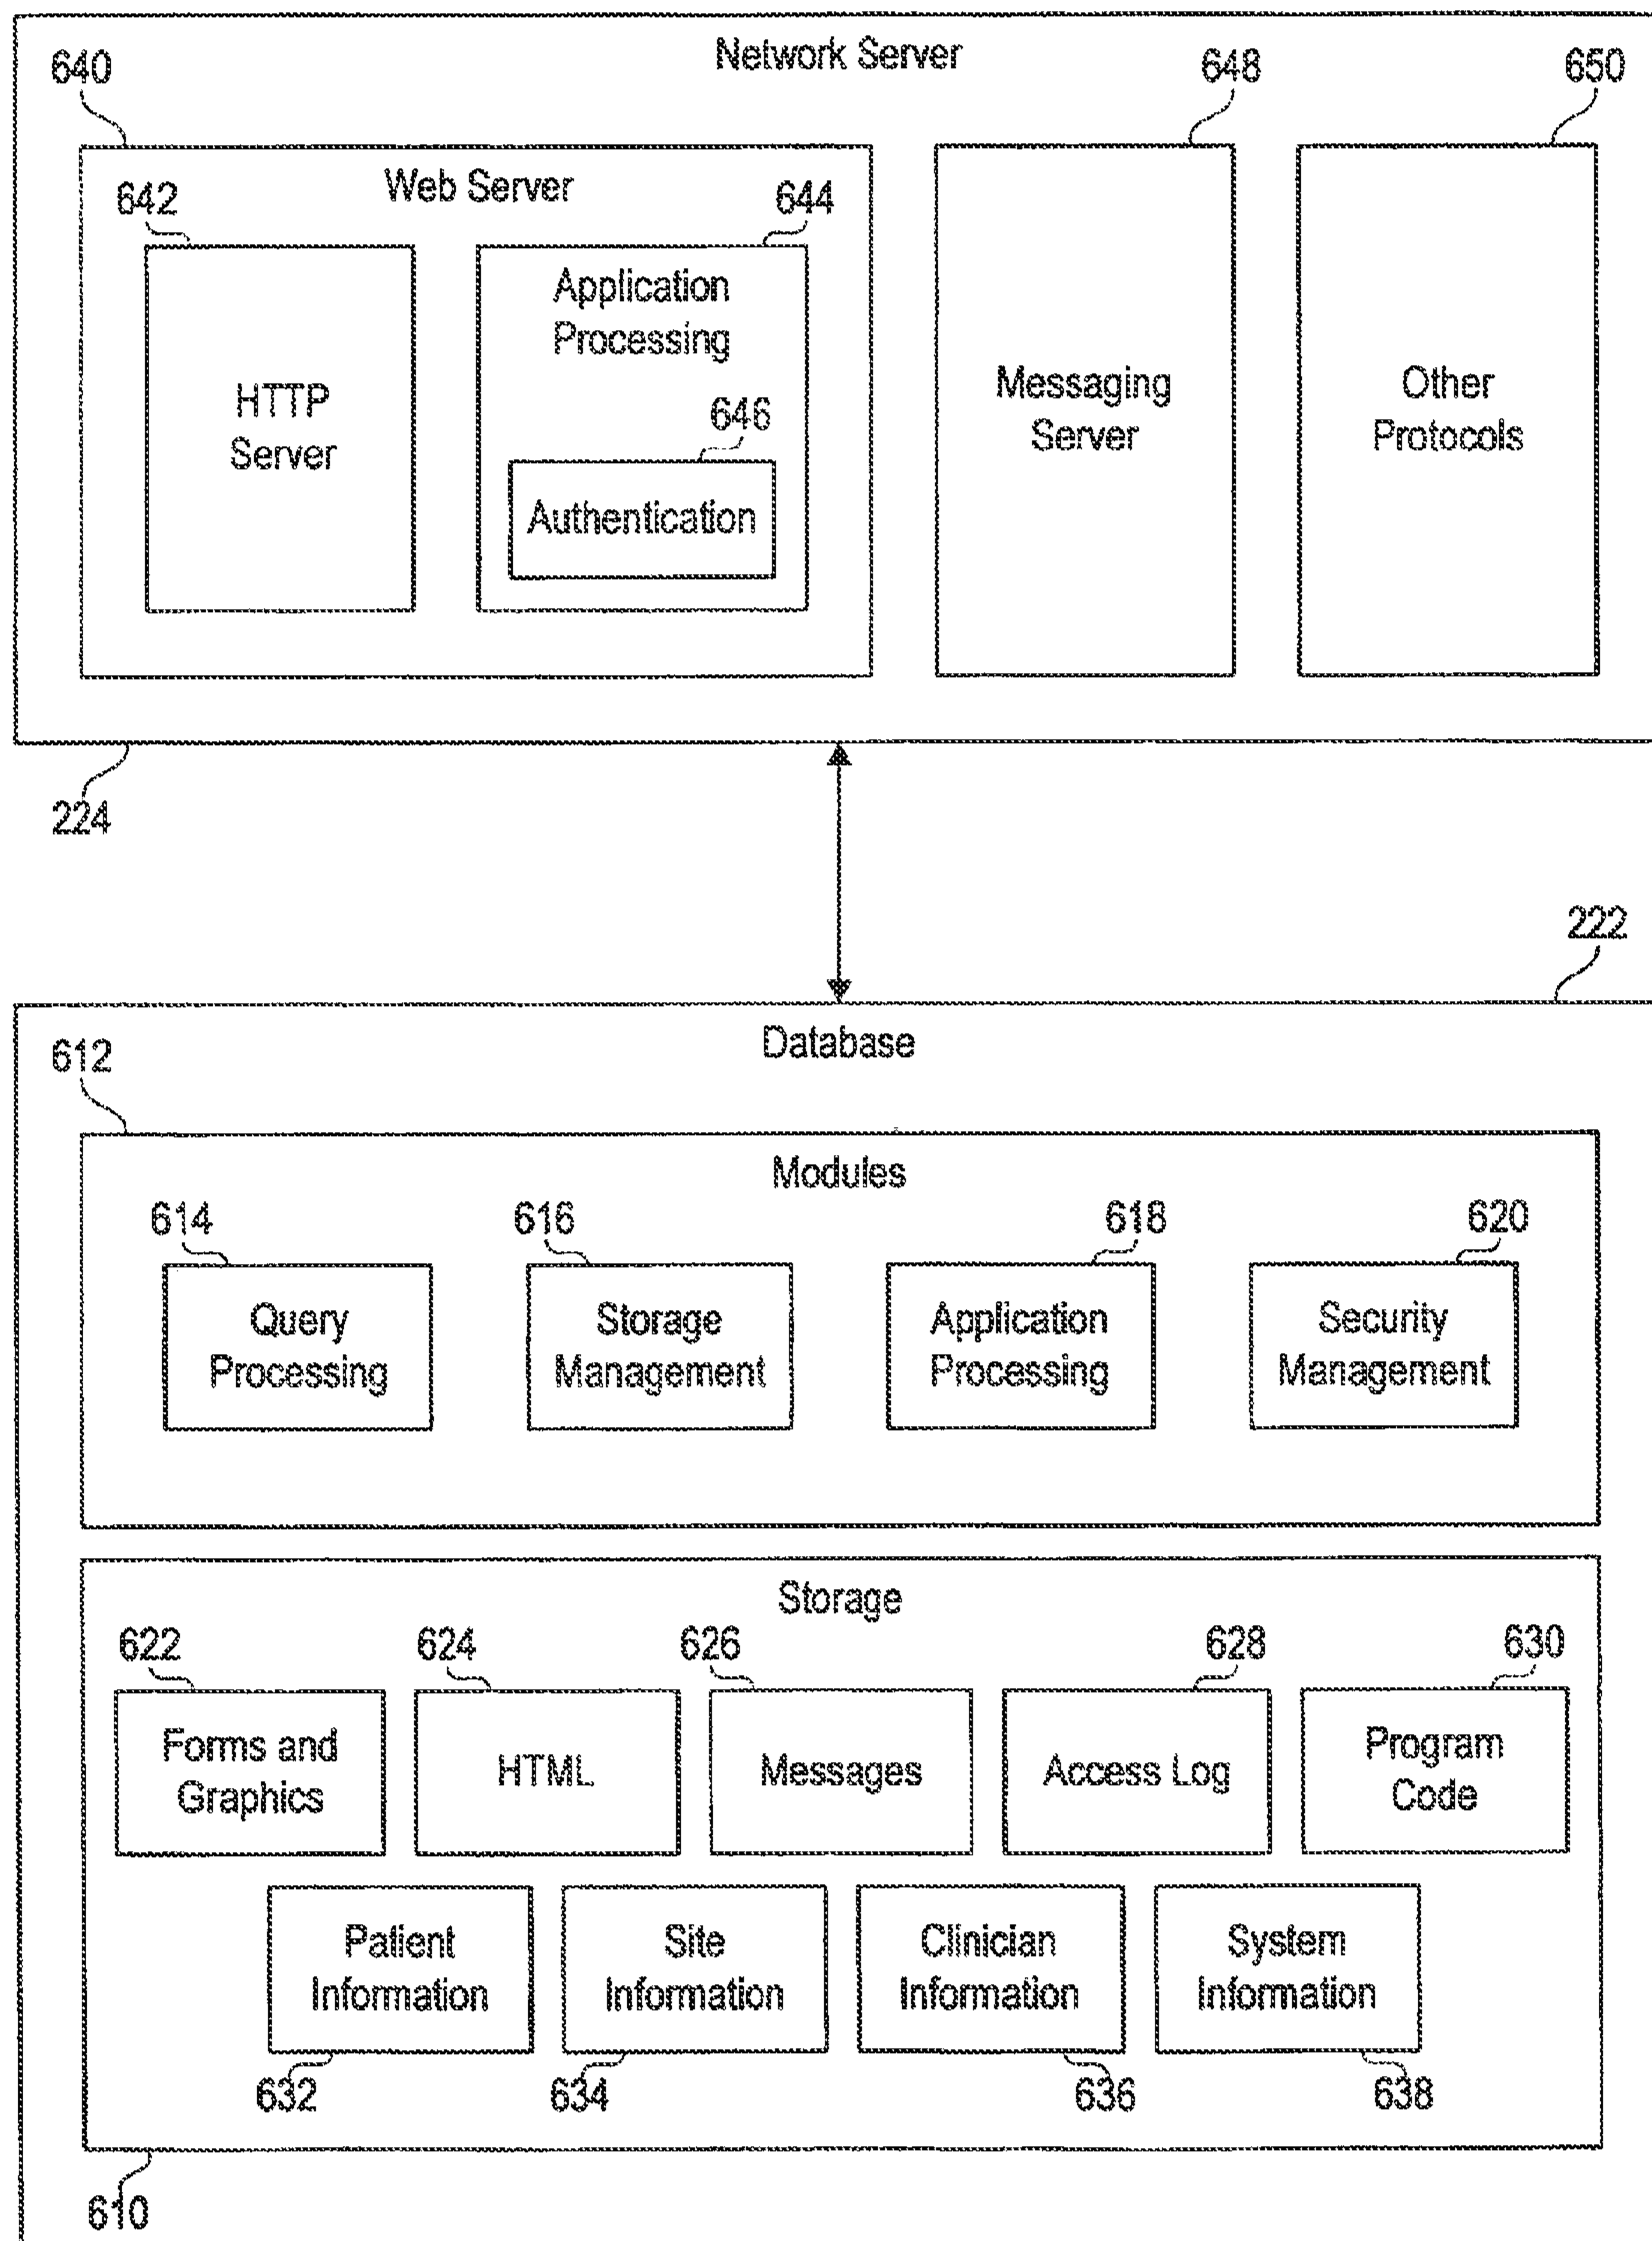 Network Server
640
648
650
Web Server
642
644
HTTP
Server
Application
Processing
646
Authentication
Messaging
Server
Other
Protocols
224
222
Database
612
Modules
614
616
618
620
Query
Processing
Storage
Management
Application
Processing
Security
Management
Storage
622
624
626
628
630
Forms and
Graphics
HTML
Messages
Access Log
Program
Code
Patient
Information
Site
Information
Clinician
Information
System
Information
632
634
636
638
610